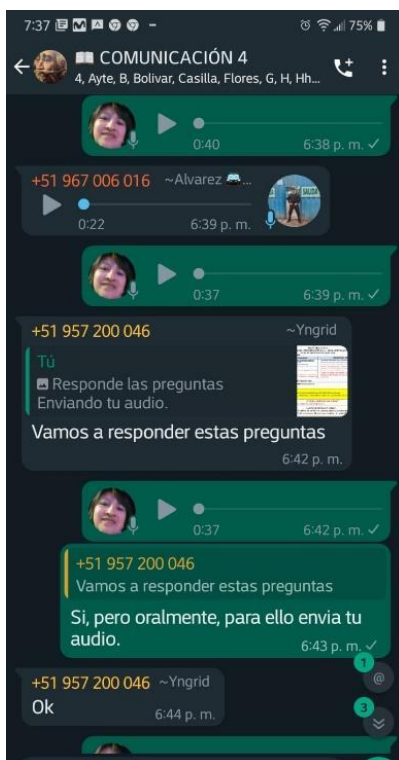 7:37
75%
COMUNICACIÓN 4
4, Ayte, B, Bolivar, Casilla, Flores, G, H, Hh...
0:40 6:38 p. m.
+51 967 006 016 ~Alvarez ...
SALIDA
0:22 6:39 p. m.
0:37 6:39 p. m.
+51 957 200 046 ~Yngrid
Tú
Responde las preguntas
Enviando tu audio.
Vamos a responder estas preguntas
6:42 p. m.
0:37 6:42 p. m.
+51 957 200 046
Vamos a responder estas preguntas
Si, pero oralmente, para ello envia tu
audio.
6:43 p. m.
1
@
+51 957 200 046 ~Yngrid
Ok
6:44 p. m.
3